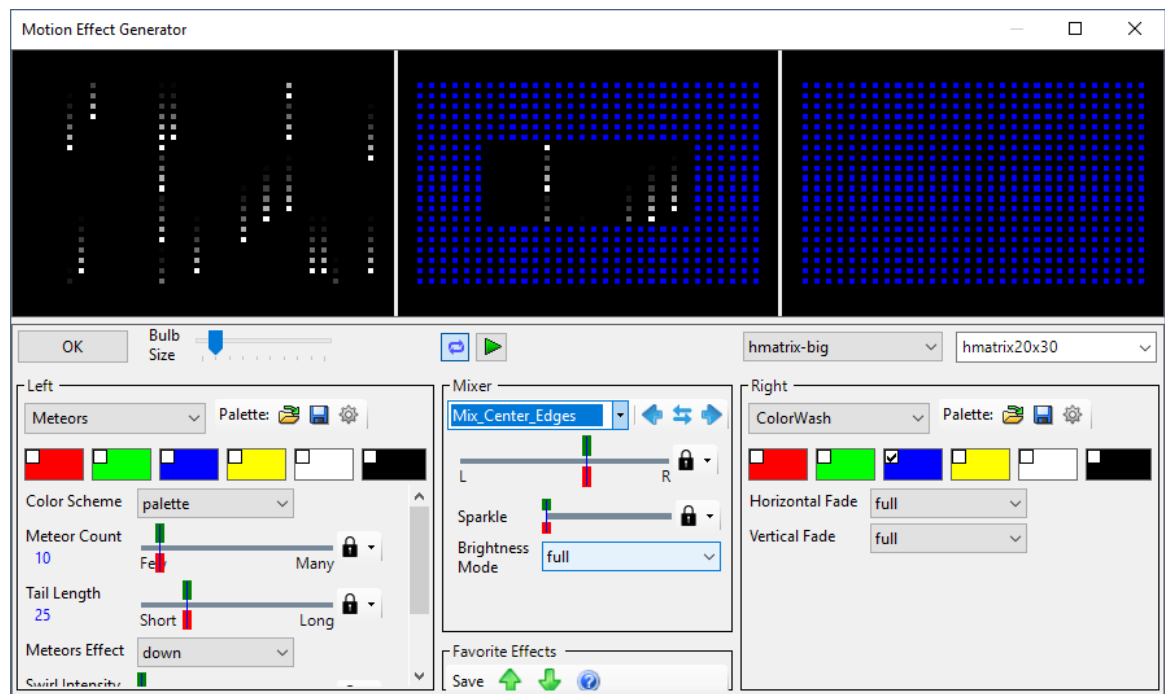 Motion Effect Generator
OK
Bulb
Size
hmatrix-big
hmatrix20x30
Left
Meteors
Palette:
Color Scheme
palette
Meteor Count
10
Few
Many
Tail Length
25
Short
Long
Meteors Effect
down
Swirl Intensity
Mixer
Mix_Center_Edges
L
R
Sparkle
Brightness
Mode
full
Favorite Effects
Save
Right
ColorWash
Palette:
Horizontal Fade
full
Vertical Fade
full